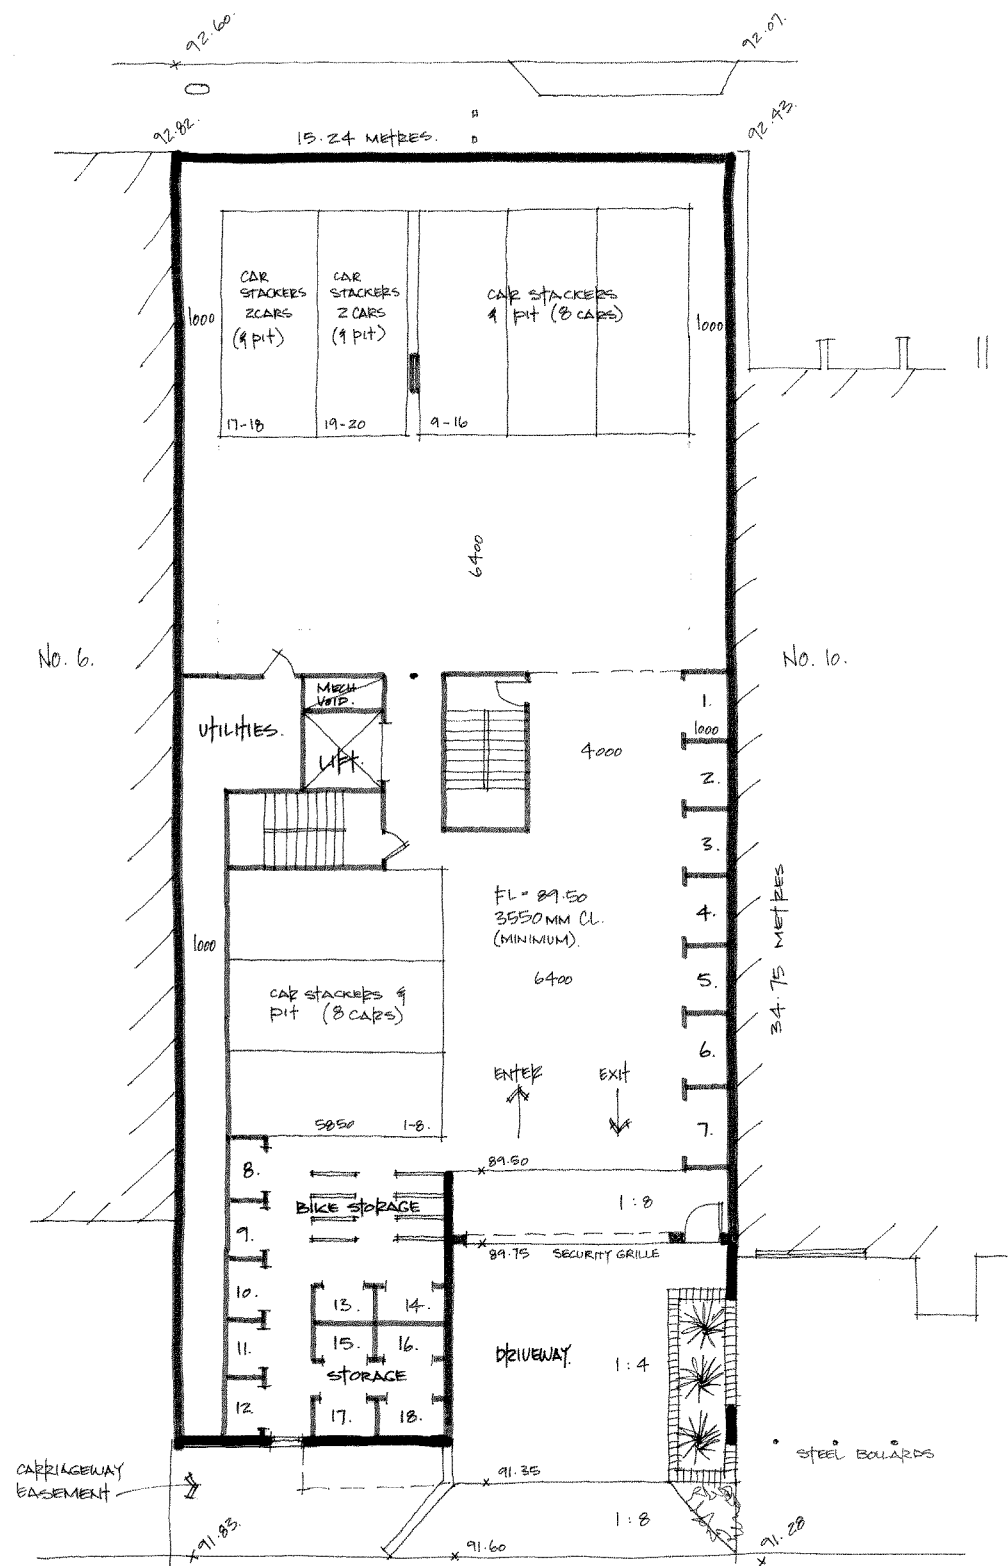 92.60.
92.07.
92.82.
15.24 METRES.
92.43.
CAR
STACKERS
2CARS
(& PIT)
CAR
STACKERS
2 CARS
(& PIT)
CAR STACKERS
& PIT (8 CARS)
1000
1000
17-18
19-20
9-16
6400
No. 6.
No. 10.
MECH
VOID.
UTILITIES.
LIFT.
4000
1.
1000
2.
3.
4.
5.
6.
7.
FL - 89.50
3550MM CL.
(MINIMUM).
6400
34.75 METRES
1000
CAR STACKERS &
PIT (8 CARS)
ENTER
EXIT
5850
1-8.
89.50
8.
BIKE STORAGE
1:8
9.
89.75 SECURITY GRILLE
10.
13.
14.
11.
15.
16.
DRIVEWAY.
1:4
STORAGE
12.
17.
18.
STEEL BOLLARDS
CARRIAGEWAY
EASEMENT
91.35
1:8
91.83.
91.60
91.28